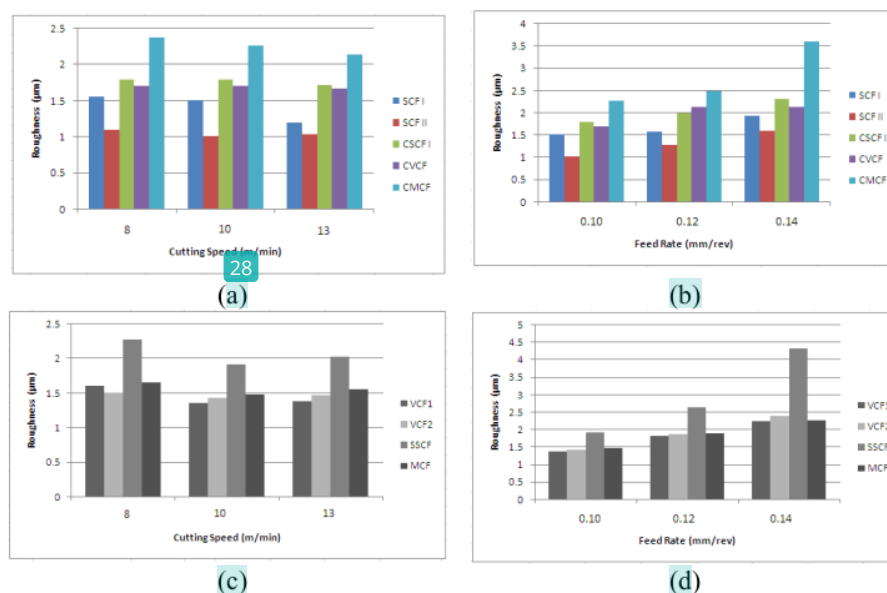 2.5
2
1.5
1
0.5
0
Roughness (µm)
8
10
13
Cutting Speed (m/min)
SCF I
SCF II
CSCF I
CVCF
CMCF
28
(a)
4
3.5
3
2.5
2
1.5
1
0.5
0
Roughness (µm)
0.10
0.12
0.14
Feed Rate (mm/rev)
SCF I
SCF II
CSCF I
CVCF
CMCF
(b)
2.5
2
1.5
1
0.5
0
Roughness (µm)
8
10
13
Cutting Speed (m/min)
VCF1
VCF2
SSCF
MCF
(c)
5
4.5
4
3.5
3
2.5
2
1.5
1
0.5
0
Roughness (µm)
0.10
0.12
0.14
Feed Rate (mm/rev)
VCF1
VCF2
SSCF
MCF
(d)